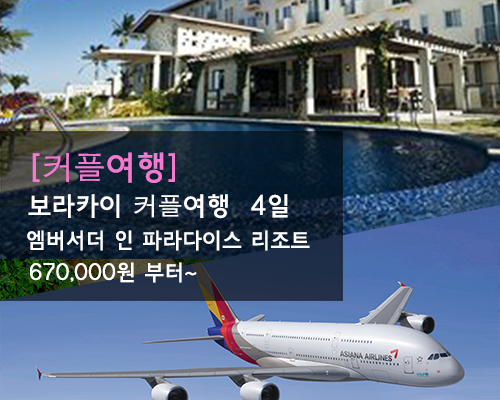 [커플여행]
보라카이 커플여행 4일
엠버서더 인 파라다이스 리조트
670,000원 부터~
ASIANA AIRLINES